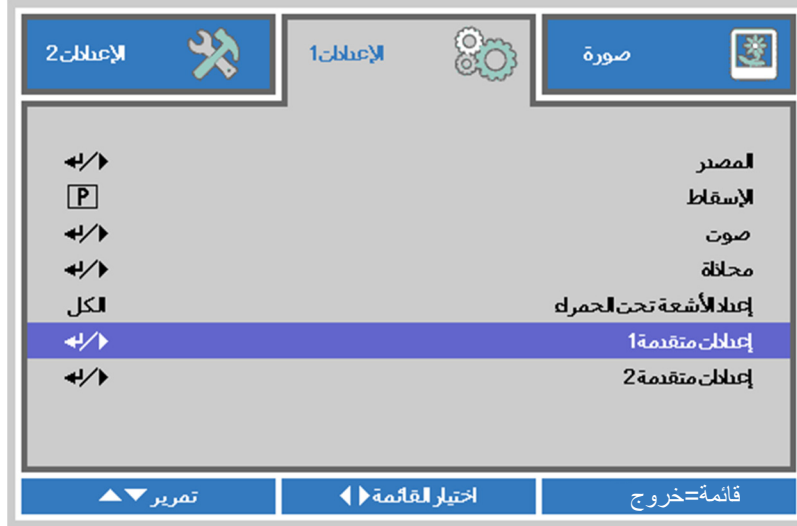 صورة
الإعدادات1
الإعدادات2
المصدر
الإسقاط P
صوت
محاذاة
إعداد الأشعة تحت الحمراء الكل
إعدادات متقدمة1
إعدادات متقدمة2
قائمة=خروج
اختيار القائمة
تمرير